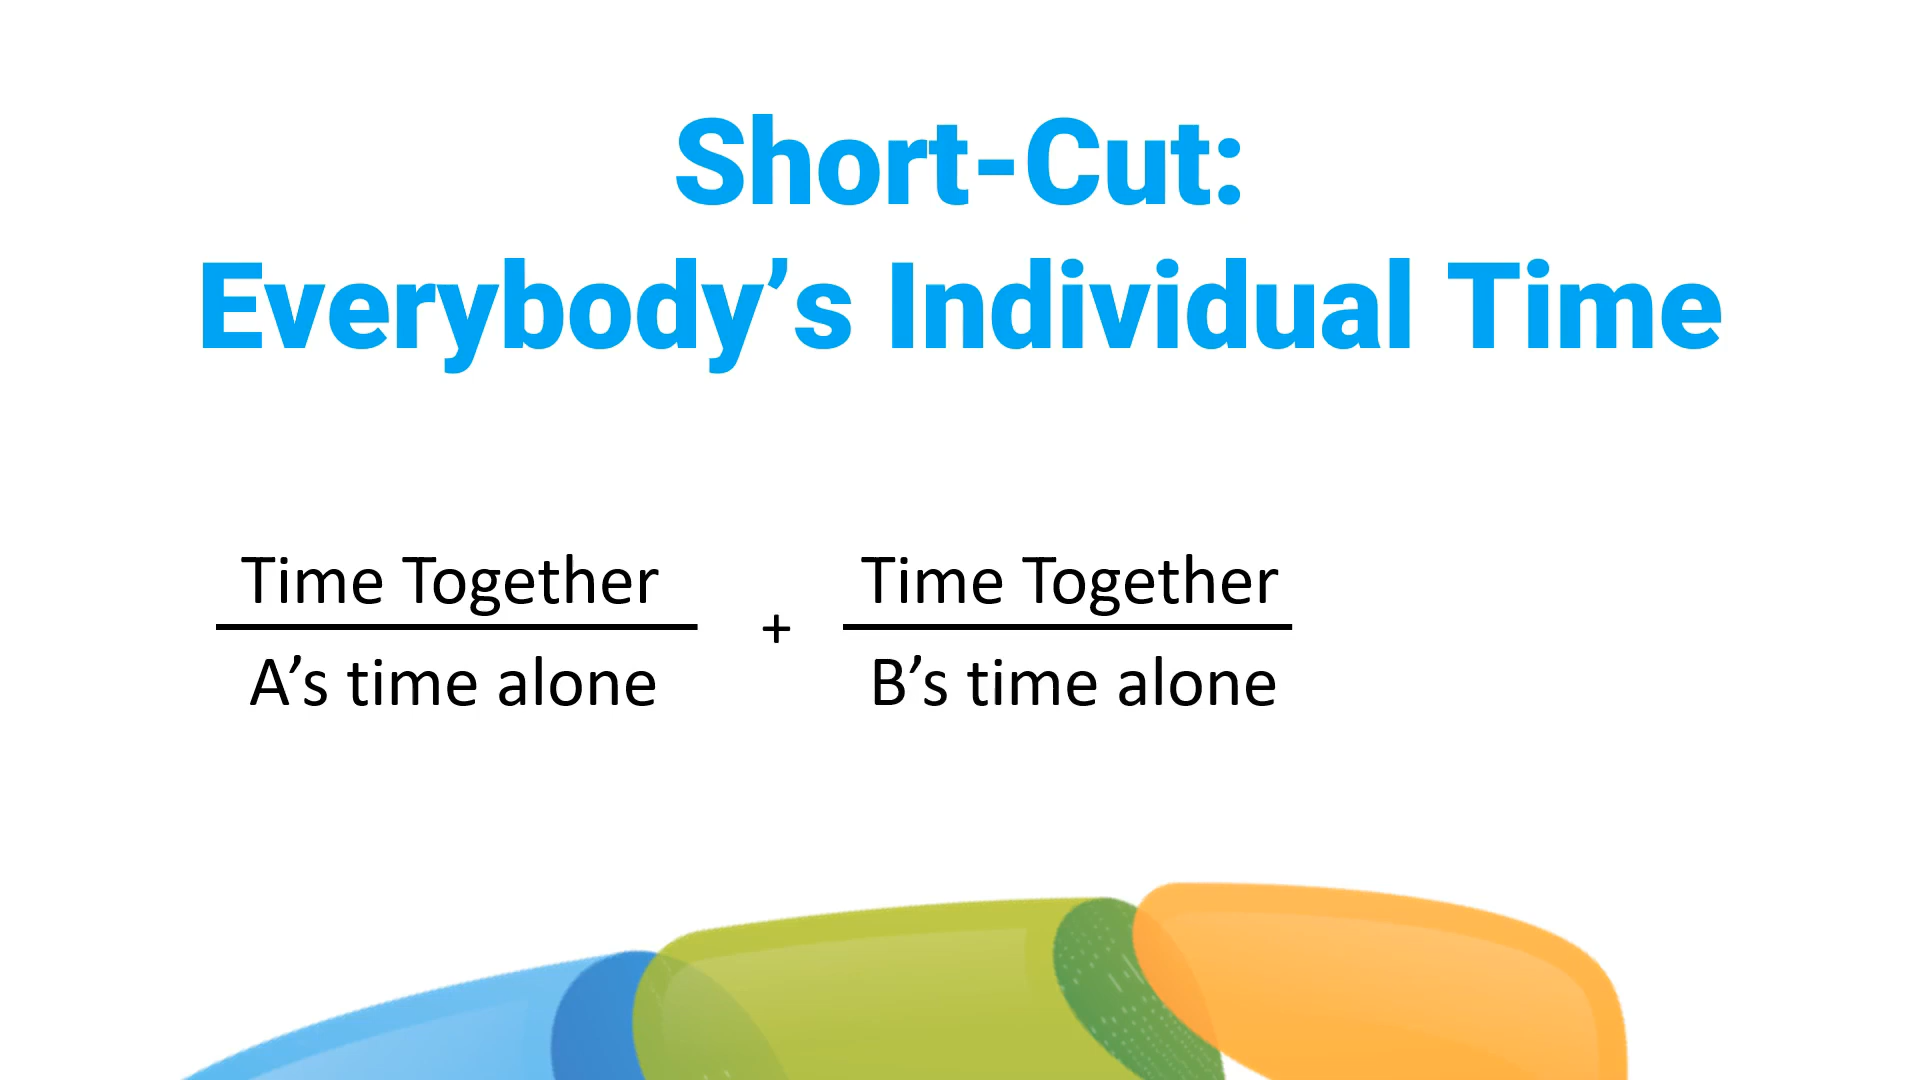 Short-Cut:
Everybody’s Individual Time
Time Together
A’s time alone
+
Time Together
B’s time alone